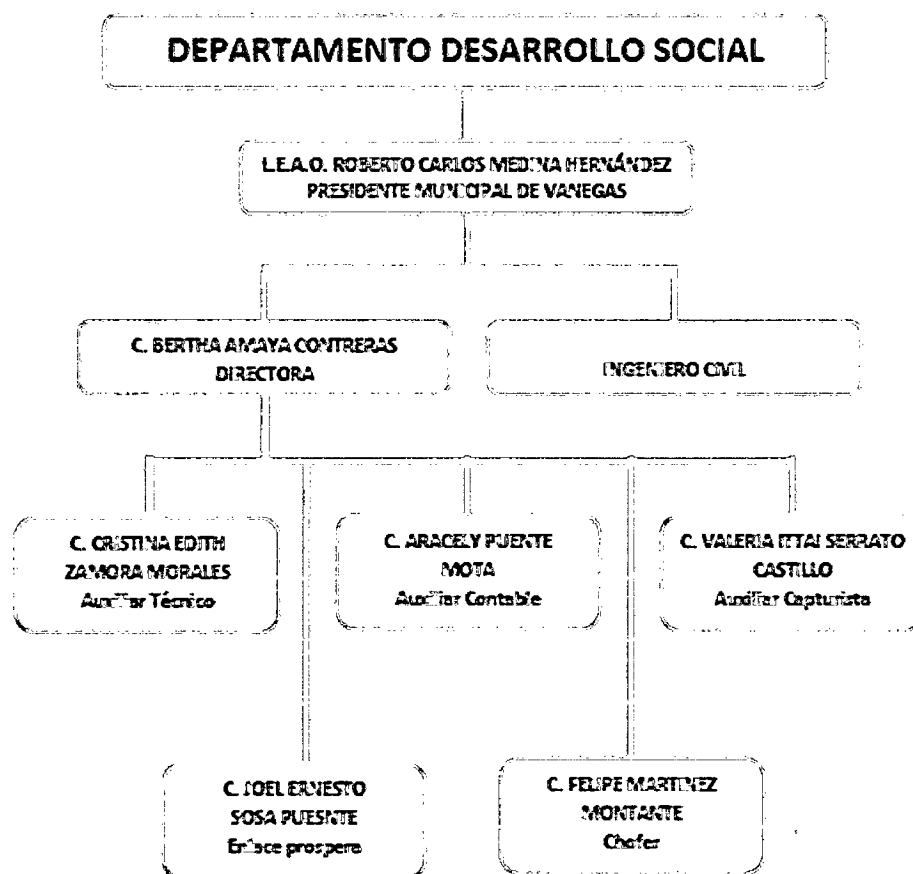 DEPARTAMENTO DESARROLLO SOCIAL
L.E.A.O. ROBERTO CARLOS MEDINA HERNÁNDEZ
PRESIDENTE MUNICIPAL DE VANEGAS
C. BERTHA AMAYA CONTRERAS
DIRECTORA
INGENIERO CIVIL
C. CRISTINA EDITH
ZAMORA MORALES
Auxiliar Técnico
C. ARACELY PUENTE
MOTA
Auxiliar Contable
C. VALERIA ITTAI SERRATO
CASTILLO
Auxiliar Capturista
C. JOEL ERNESTO
SOSA PUESNTE
Enlace prospera
C. FELIPE MARTINEZ
MONTANTE
Chofer